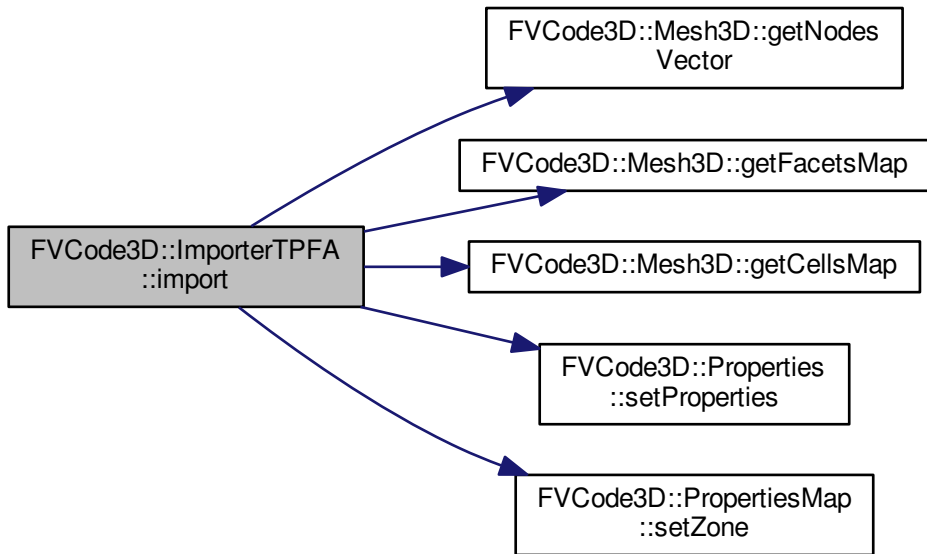 FVCode3D::Mesh3D::getNodes
Vector
FVCode3D::Mesh3D::getFacetsMap
FVCode3D::ImporterTPFA
::import
FVCode3D::Mesh3D::getCellsMap
FVCode3D::Properties
::setProperties
FVCode3D::PropertiesMap
::setZone